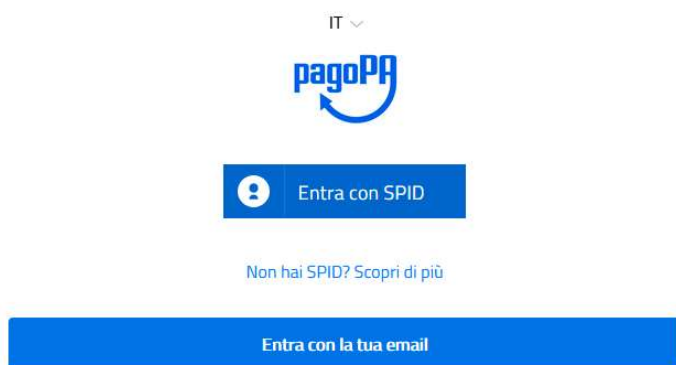 IT
pagoPA
Entra con SPID
Non hai SPID? Scopri di più
Entra con la tua email